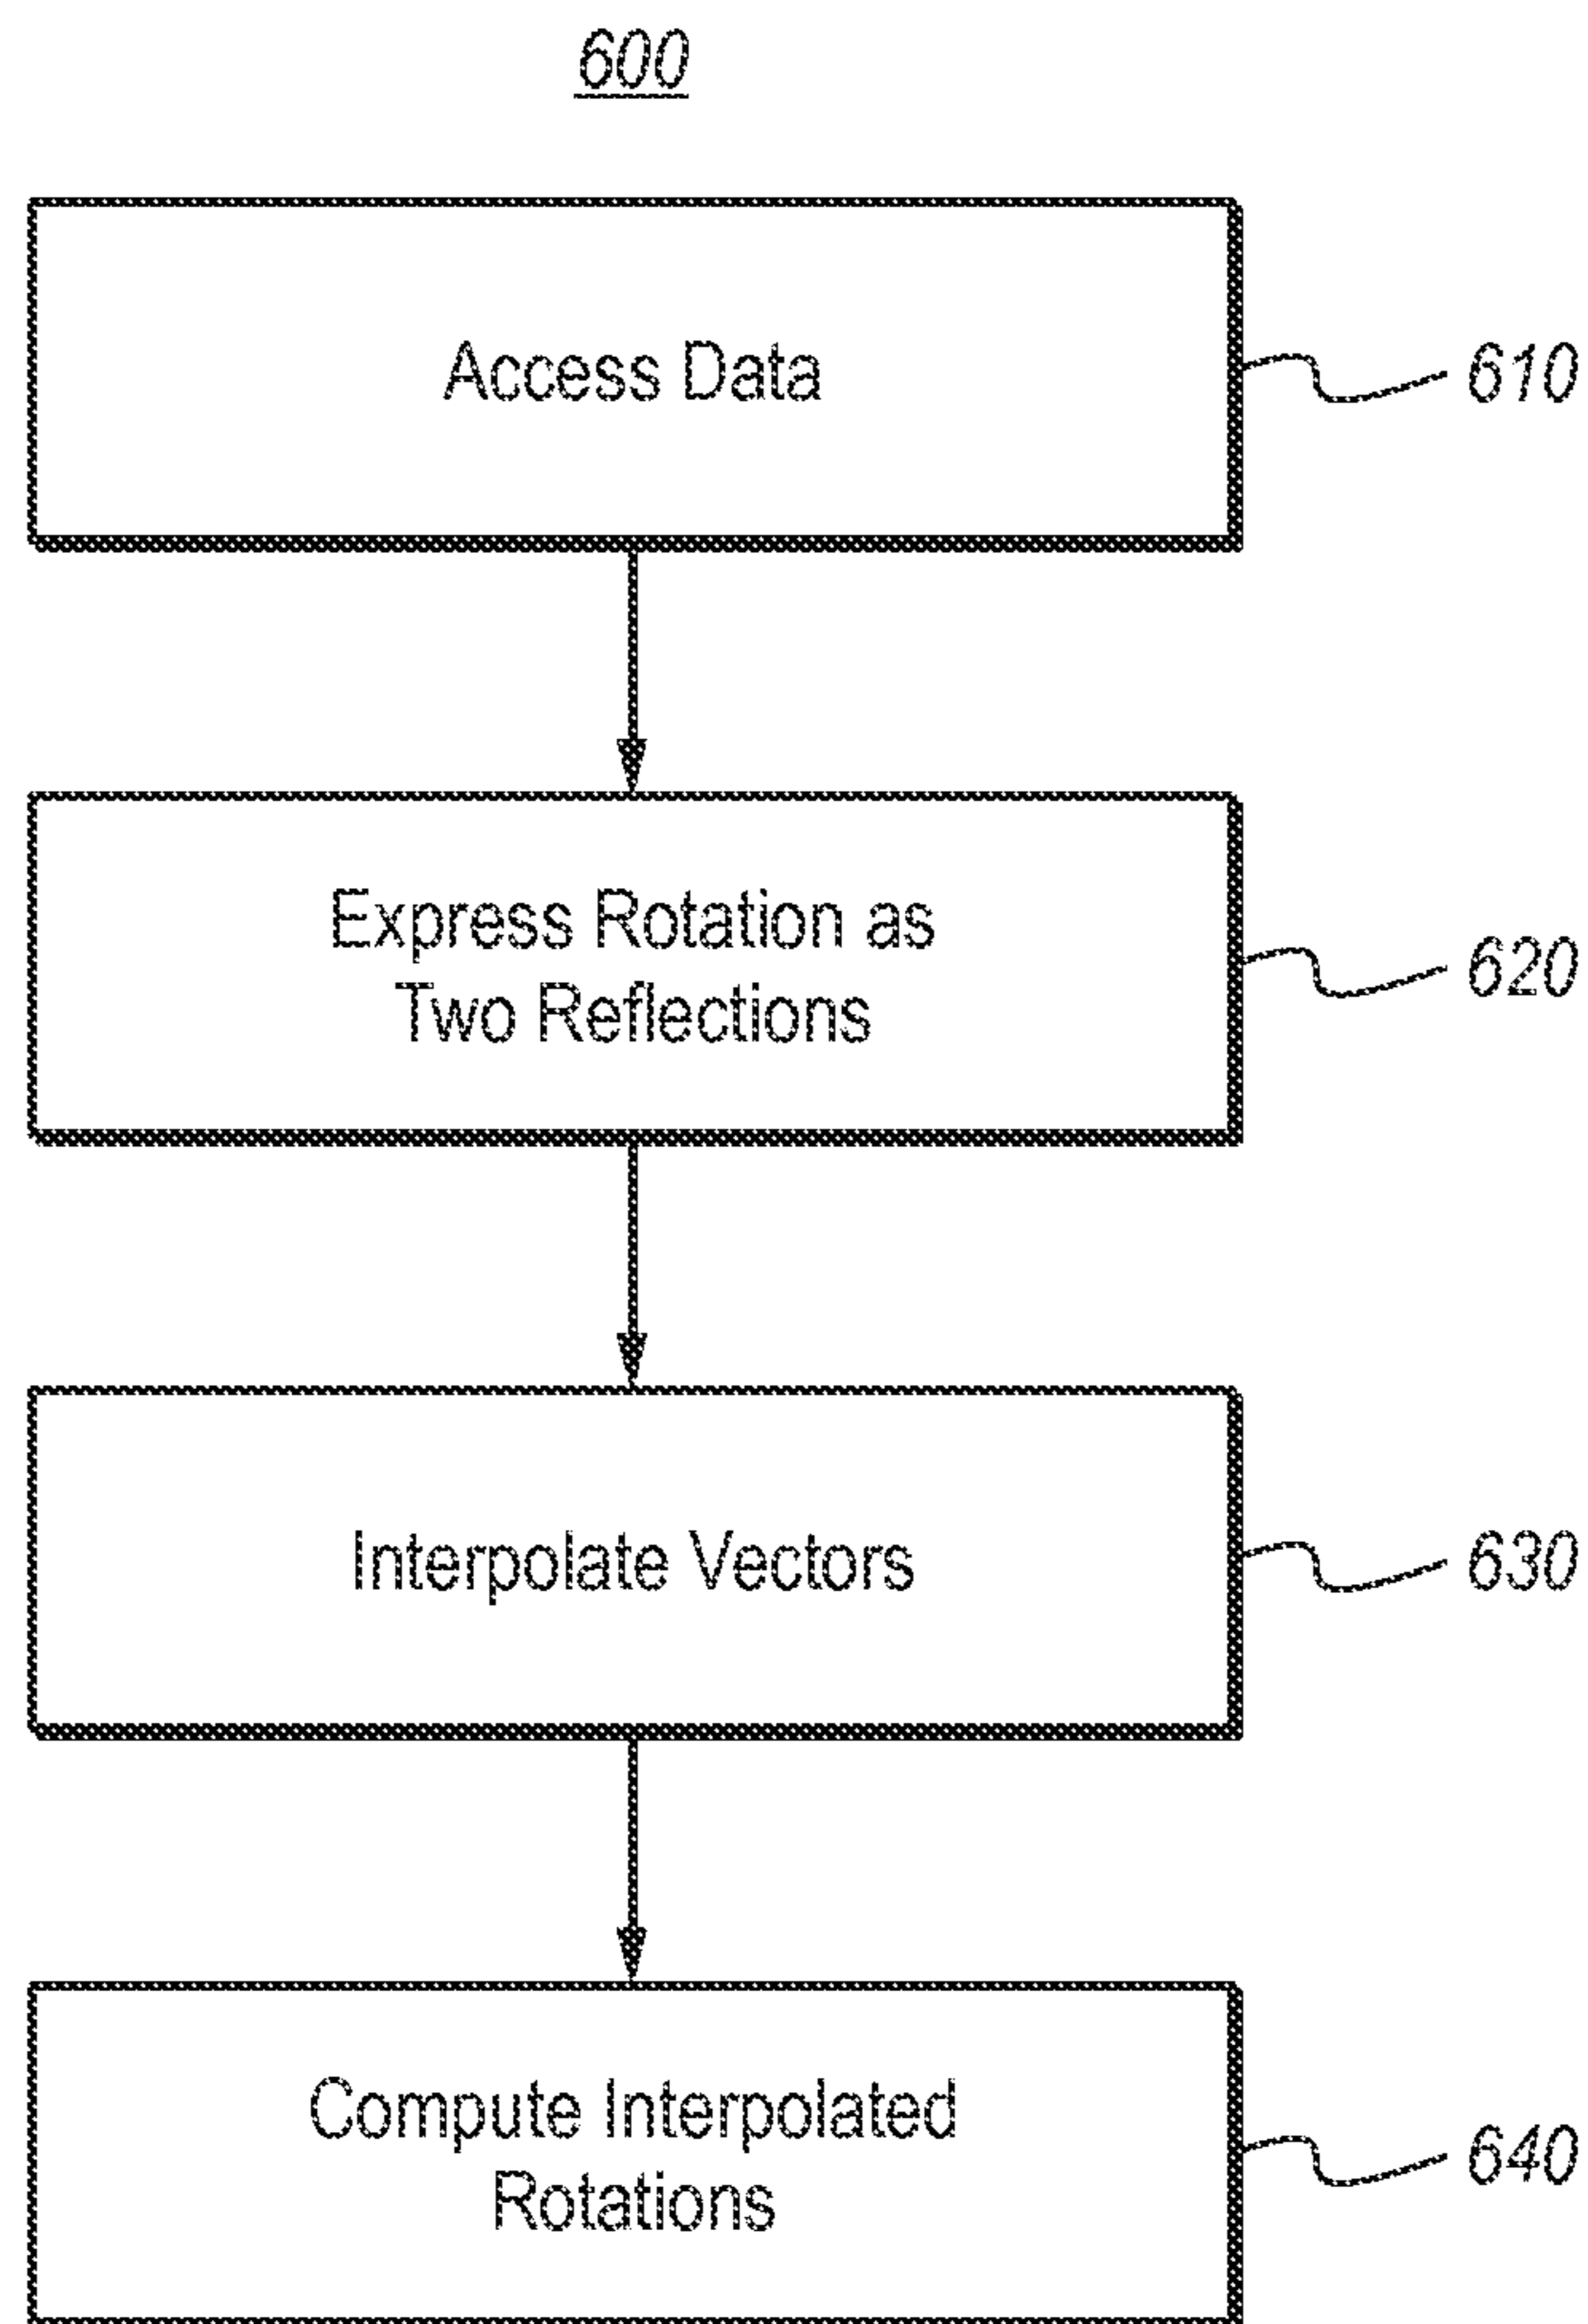 600
Access Data
610
Express Rotation as
Two Reflections
620
Interpolate Vectors
630
Compute Interpolated
Rotations
640